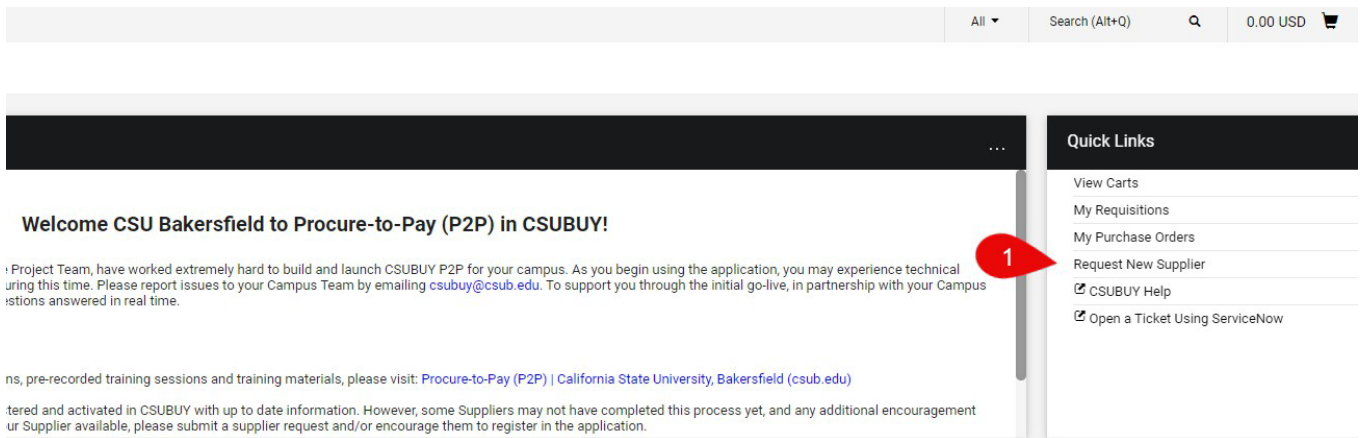 All Search (Alt+Q) 0.00 USD
...
Quick Links
View Carts
Welcome CSU Bakersfield to Procure-to-Pay (P2P) in CSUBUY!
My Requisitions
My Purchase Orders
1
Request New Supplier
CSUBUY Help
Open a Ticket Using ServiceNow
Project Team, have worked extremely hard to build and launch CSUBUY P2P for your campus. As you begin using the application, you may experience technical
uring this time. Please report issues to your Campus Team by emailing csubuy@csub.edu. To support you through the initial go-live, in partnership with your Campus
estions answered in real time.
ns, pre-recorded training sessions and training materials, please visit: Procure-to-Pay (P2P) | California State University, Bakersfield (csub.edu)
tered and activated in CSUBUY with up to date information. However, some Suppliers may not have completed this process yet, and any additional encouragement
ur Supplier available, please submit a supplier request and/or encourage them to register in the application.